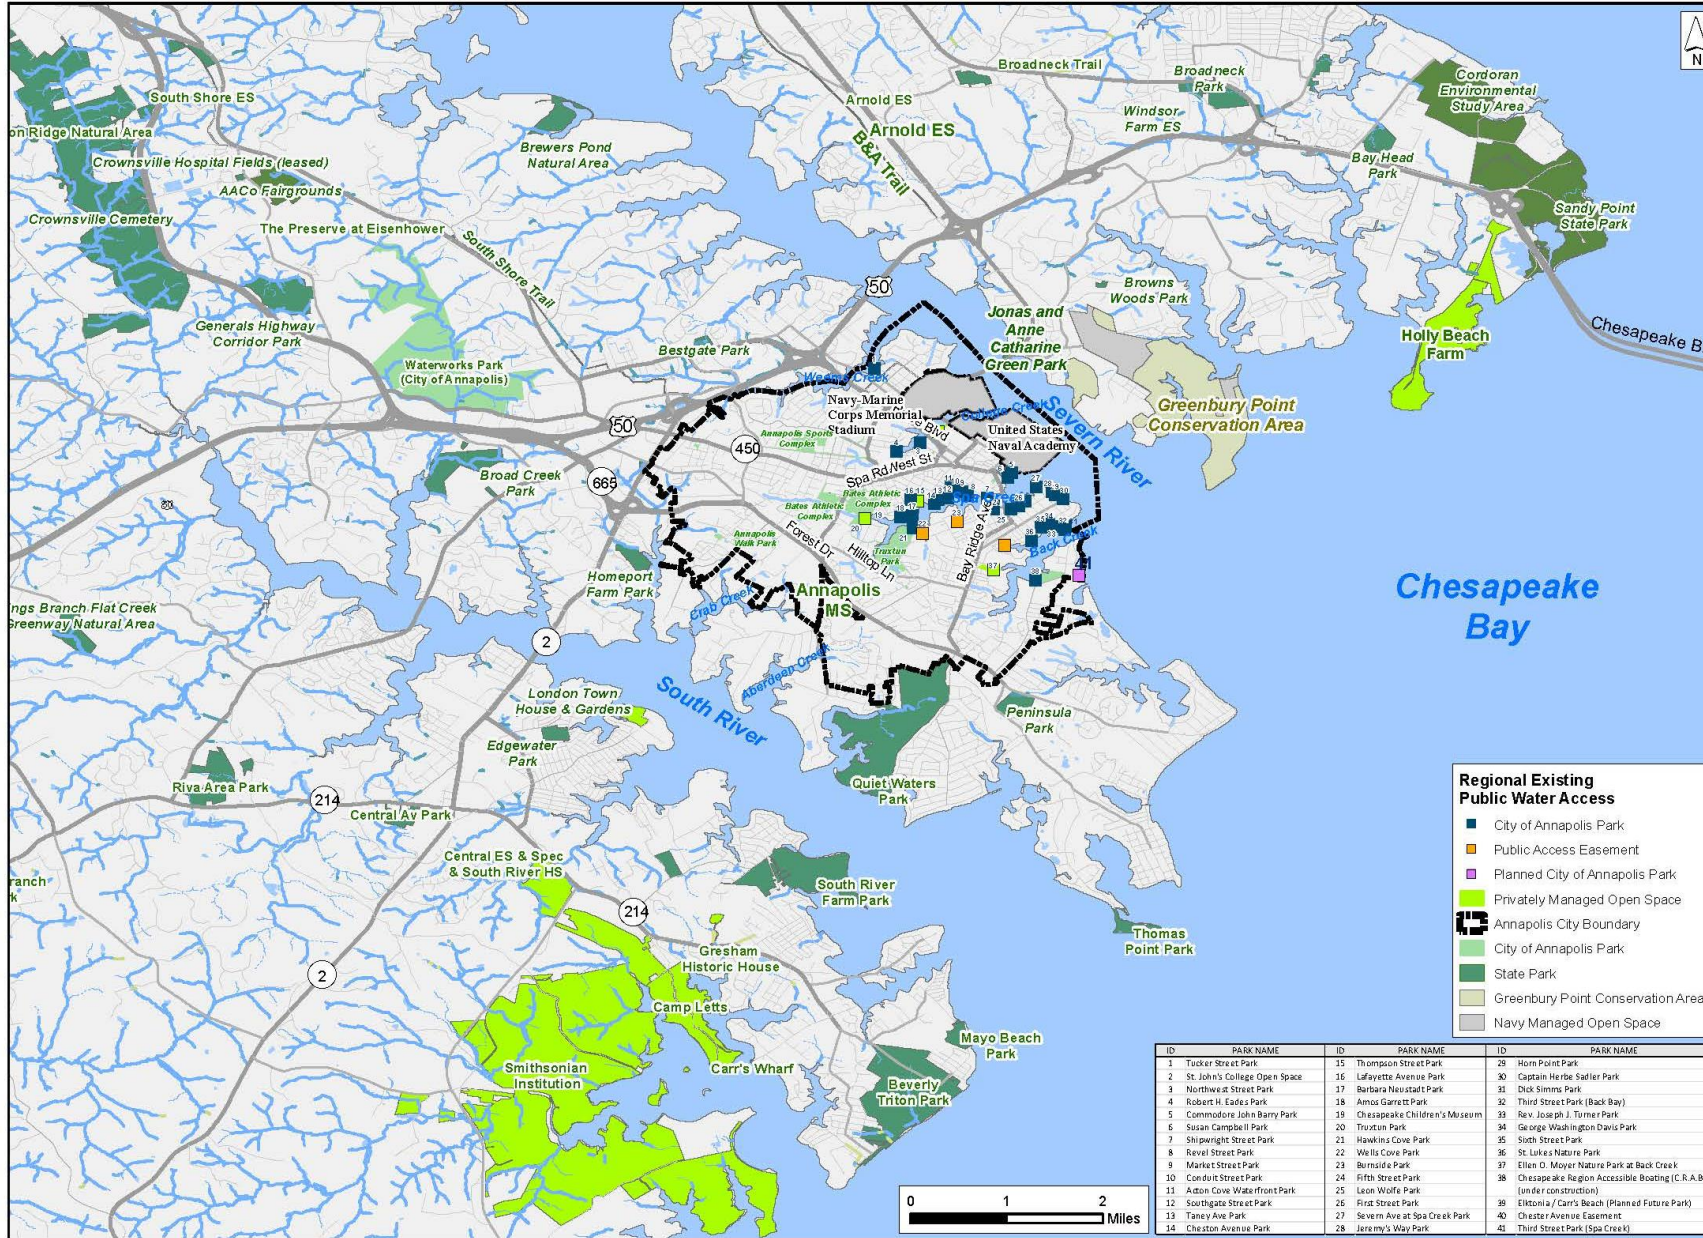 N
Broadneck Trail
Broadneck
Park
Cordoran
Environmental
Study Area
South Shore ES
Arnold ES
Windsor
Farm ES
Arnold ES
B&A Trail
on Ridge Natural Area
Brewers Pond
Natural Area
Crownsville Hospital Fields (leased)
Bay Head
Park
AACo Fairgrounds
Crownsville Cemetery
The Preserve at Eisenhower
Sandy Point
State Park
South Shore Trail
50
Browns
Woods Park
Generals Highway
Corridor Park
Jonas and
Anne
Catharine
Green Park
Chesapeake B
Holly Beach
Farm
Bestgate Park
Waterworks Park
(City of Annapolis)
Weems Creek
Navy-Marine
Corps Memorial
Stadium
Severn River
Greenbury Point
Conservation Area
50
Blvd
United States
Naval Academy
Annapolis Sports
Complex
450
Spa Rd
West St
Broad Creek
Park
665
Bates Athletic
Complex
Bates Athletic
Complex
Spa Creek
Annapolis
Walk Park
Forest Dr
Hilltop Ln
Truxtun
Park
Bay Ridge Ave
Back Creek
Homeport
Farm Park
Annapolis
MS
Crab Creek
Chesapeake
Bay
ngs Branch Flat Creek
Greenway Natural Area
2
Aberdeen Creek
South River
London Town
House & Gardens
Peninsula
Park
Edgewater
Park
Quiet Waters
Park
Riva Area Park
214
Central Av Park
Central ES & Spec
& South River HS
South River
Farm Park
ranch
k
214
Thomas
Point Park
Gresham
Historic House
2
Camp Letts
Mayo Beach
Park
Carr's Wharf
Smithsonian
Institution
Beverly
Triton Park
Regional Existing
Public Water Access
City of Annapolis Park
Public Access Easement
Planned City of Annapolis Park
Privately Managed Open Space
Annapolis City Boundary
City of Annapolis Park
State Park
Greenbury Point Conservation Area
Navy Managed Open Space
0 1 2
Miles
ID PARK NAME ID PARK NAME ID PARK NAME
1 Tucker Street Park 15 Thompson Street Park 29 Horn Point Park
2 St. John's College Open Space 16 Lafayette Avenue Park 30 Captain Herbe Sadler Park
3 Northwest Street Park 17 Barbara Neustadt Park 31 Dick Simms Park
4 Robert H. Eades Park 18 Amos Garrett Park 32 Third Street Park (Back Bay)
5 Commodore John Barry Park 19 Chesapeake Children's Museum 33 Rev. Joseph J. Turner Park
6 Susan Campbell Park 20 Truxtun Park 34 George Washington Davis Park
7 Shipwright Street Park 21 Hawkins Cove Park 35 Sixth Street Park
8 Revel Street Park 22 Wells Cove Park 36 St. Lukes Nature Park
9 Market Street Park 23 Burnside Park 37 Ellen O. Moyer Nature Park at Back Creek
10 Conduit Street Park 24 Fifth Street Park 38 Chesapeake Region Accessible Boating (C.R.A.B
11 Acton Cove Waterfront Park 25 Leon Wolfe Park (under construction)
12 Southgate Street Park 26 First Street Park 39 Elktonia / Carr's Beach (Planned Future Park)
13 Taney Ave Park 27 Severn Ave at Spa Creek Park 40 Chester Avenue Easement
14 Cheston Avenue Park 28 Jeremy's Way Park 41 Third Street Park (Spa Creek)